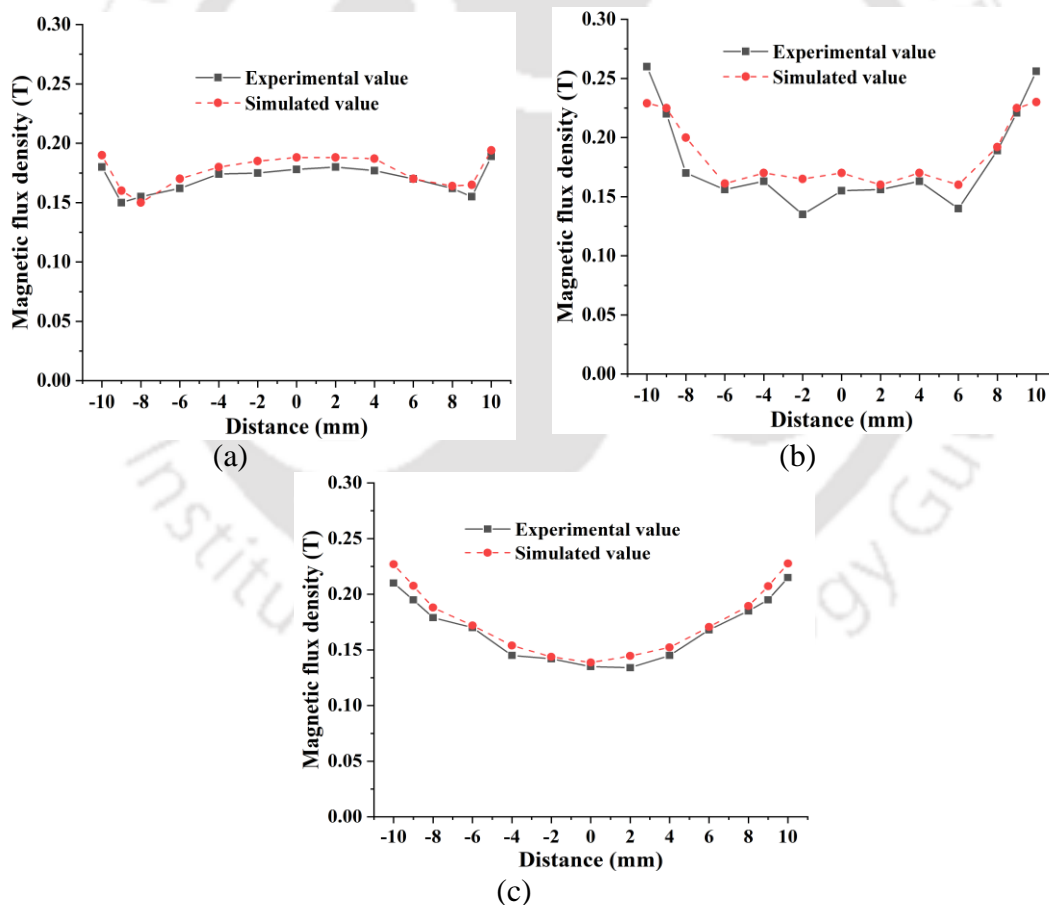 0.30
0.25
0.20
0.15
0.10
0.05
0.00
Magnetic flux density (T)
Experimental value
Simulated value
-10 -8 -6 -4 -2 0 2 4 6 8 10
Distance (mm)
(a)
0.30
0.25
0.20
0.15
0.10
0.05
0.00
Magnetic flux density (T)
Experimental value
Simulated value
-10 -8 -6 -4 -2 0 2 4 6 8 10
Distance (mm)
(b)
0.30
0.25
0.20
0.15
0.10
0.05
0.00
Magnetic flux density (T)
Experimental value
Simulated value
-10 -8 -6 -4 -2 0 2 4 6 8 10
Distance (mm)
(c)